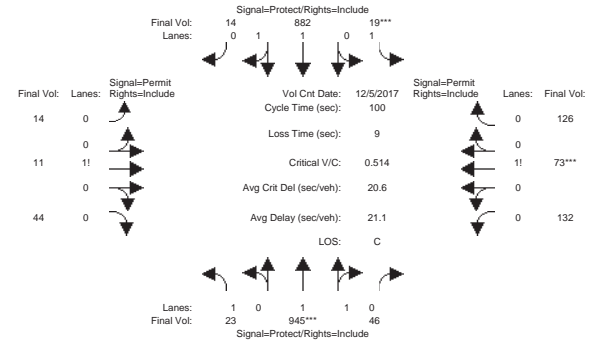 Signal=Protect/Rights=Include
Final Vol: 14 882 19***
Lanes: 0 1 1 0 1
Signal=Permit
Final Vol: Lanes: Rights=Include
Vol Cnt Date: 12/5/2017
Signal=Permit
Rights=Include Lanes: Final Vol:
Cycle Time (sec): 100
14 0
0 126
Loss Time (sec): 9
0
0
11 1!
Critical V/C: 0.514
1! 73***
0
Avg Crit Del (sec/veh): 20.6
0
44 0
Avg Delay (sec/veh): 21.1
0 132
LOS: C
Lanes: 1 0 1 1 0
Final Vol: 23 945*** 46
Signal=Protect/Rights=Include